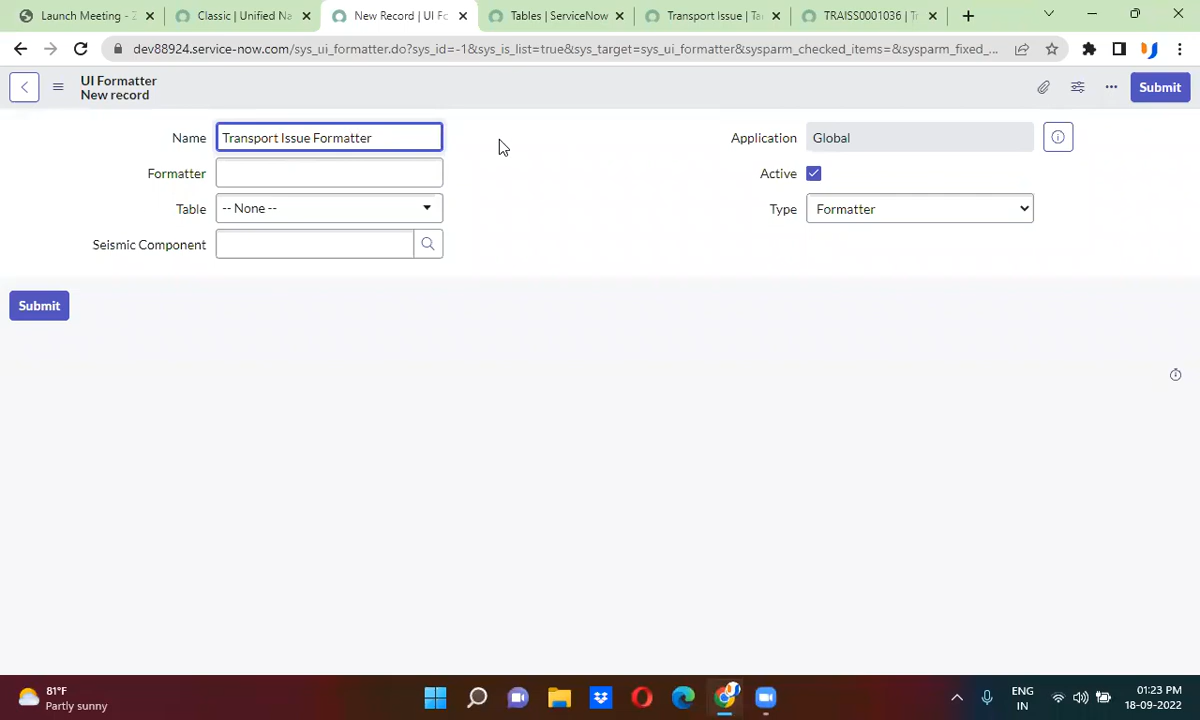 Launch Meeting - Z
Classic | Unified Na
New Record | UI Fo
Tables | ServiceNow
Transport Issue | Ta
TRAISS0001036 | Tr
dev88924.service-now.com/sys_ui_formatter.do?sys_id=-1&sys_is_list=true&sys_target=sys_ui_formatter&sysparm_checked_items=&sysparm_fixed_...
UI Formatter
New record
Submit
Name
Transport Issue Formatter
Application
Global
Formatter
Active
Table
-- None --
Type
Formatter
Seismic Component
Submit
81°F
Partly sunny
ENG
IN
01:23 PM
18-09-2022